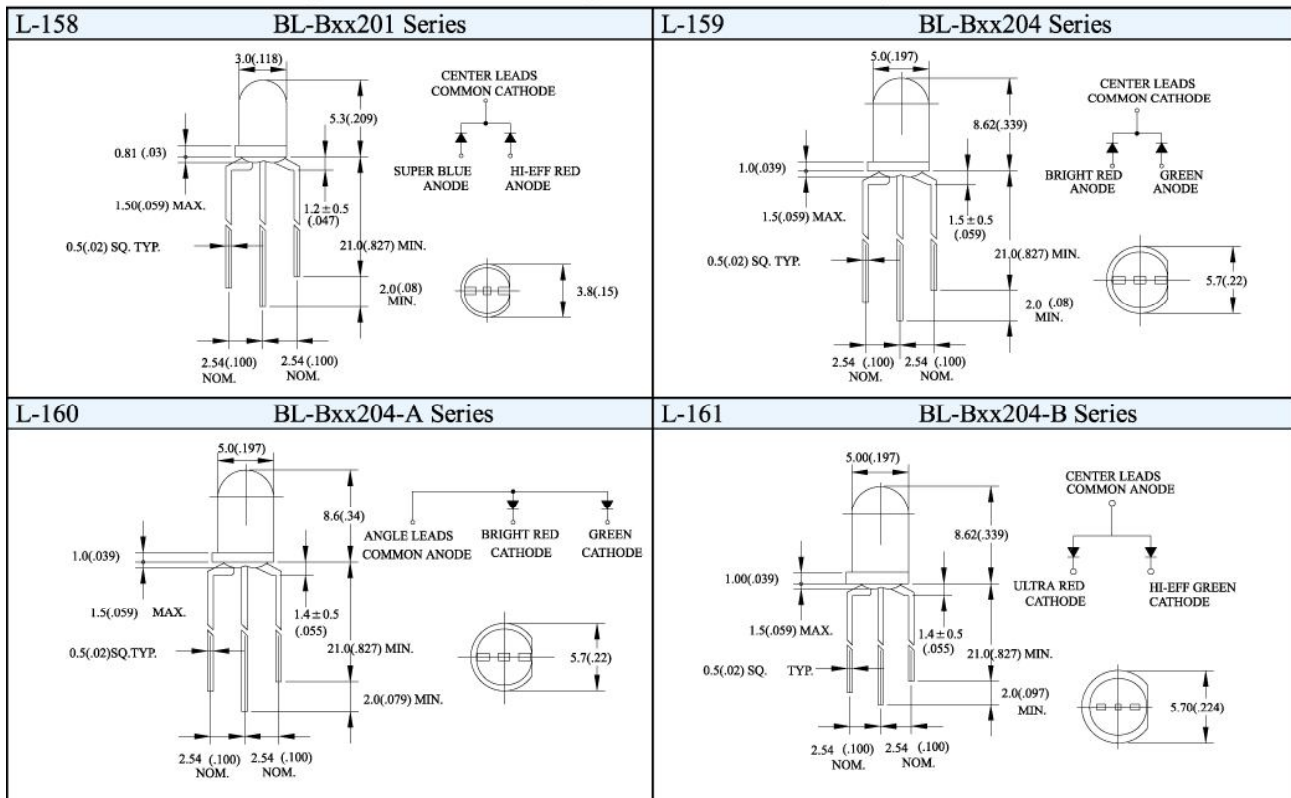 L-158 BL-Bxx201 Series
3.0(.118)
CENTER LEADS
COMMON CATHODE
5.3(.209)
0.81 (.03)
SUPER BLUE
ANODE
HI-EFF RED
ANODE
1.50(.059) MAX.
1.2±0.5
(.047)
0.5(.02) SQ. TYP.
21.0(.827) MIN.
2.0(.08)
MIN.
3.8(.15)
2.54(.100)
NOM.
2.54 (.100)
NOM.
L-159 BL-Bxx204 Series
5.0(.197)
CENTER LEADS
COMMON CATHODE
8.62(.339)
1.0(.039)
BRIGHT RED
ANODE
GREEN
ANODE
1.5(.059) MAX.
1.5±0.5
(.059)
0.5(.02) SQ. TYP.
21.0(.827) MIN.
5.7(.22)
2.0 (.08)
MIN.
2.54 (.100)
NOM.
2.54 (.100)
NOM.
L-160 BL-Bxx204-A Series
5.0(.197)
8.6(.34)
ANGLE LEADS
COMMON ANODE
BRIGHT RED
CATHODE
GREEN
CATHODE
1.0(.039)
1.5(.059) MAX.
1.4±0.5
(.055)
0.5(.02)SQ.TYP.
21.0(.827) MIN.
5.7(.22)
2.0(.079) MIN.
2.54 (.100)
NOM.
2.54 (.100)
NOM.
L-161 BL-Bxx204-B Series
5.00(.197)
CENTER LEADS
COMMON ANODE
8.62(.339)
1.00(.039)
ULTRA RED
CATHODE
HI-EFF GREEN
CATHODE
1.5(.059) MAX.
1.4±0.5
(.055)
0.5(.02) SQ. TYP.
21.0(.827) MIN.
2.0(.097)
MIN.
5.70(.224)
2.54 (.100)
NOM.
2.54 (.100)
NOM.